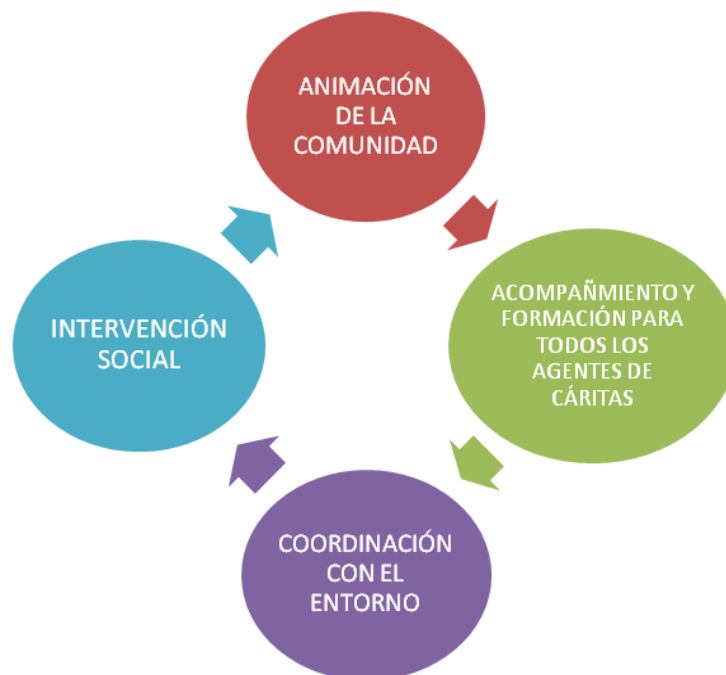 ANIMACIÓN
DE LA
COMUNIDAD
ACOMPAÑMIENTO Y
FORMACIÓN PARA
TODOS LOS
AGENTES DE
CÁRITAS
COORDINACIÓN
CON EL
ENTORNO
INTERVENCIÓN
SOCIAL